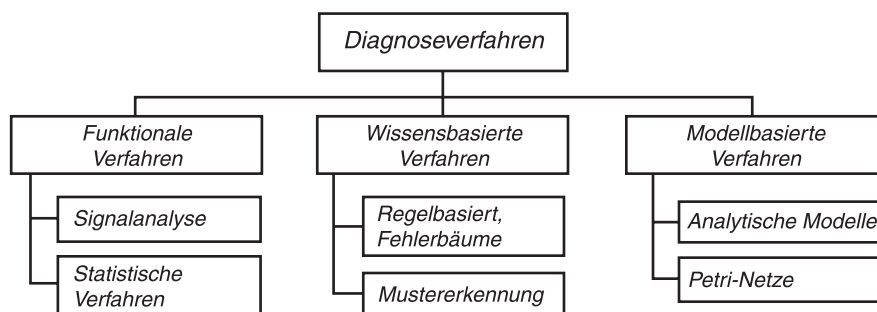 Diagnoseverfahren
Funktionale
Verfahren
Signalanalyse
Statistische
Verfahren
Wissensbasierte
Verfahren
Regelbasiert,
Fehlerbäume
Mustererkennung
Modellbasierte
Verfahren
Analytische Modelle
Petri-Netze